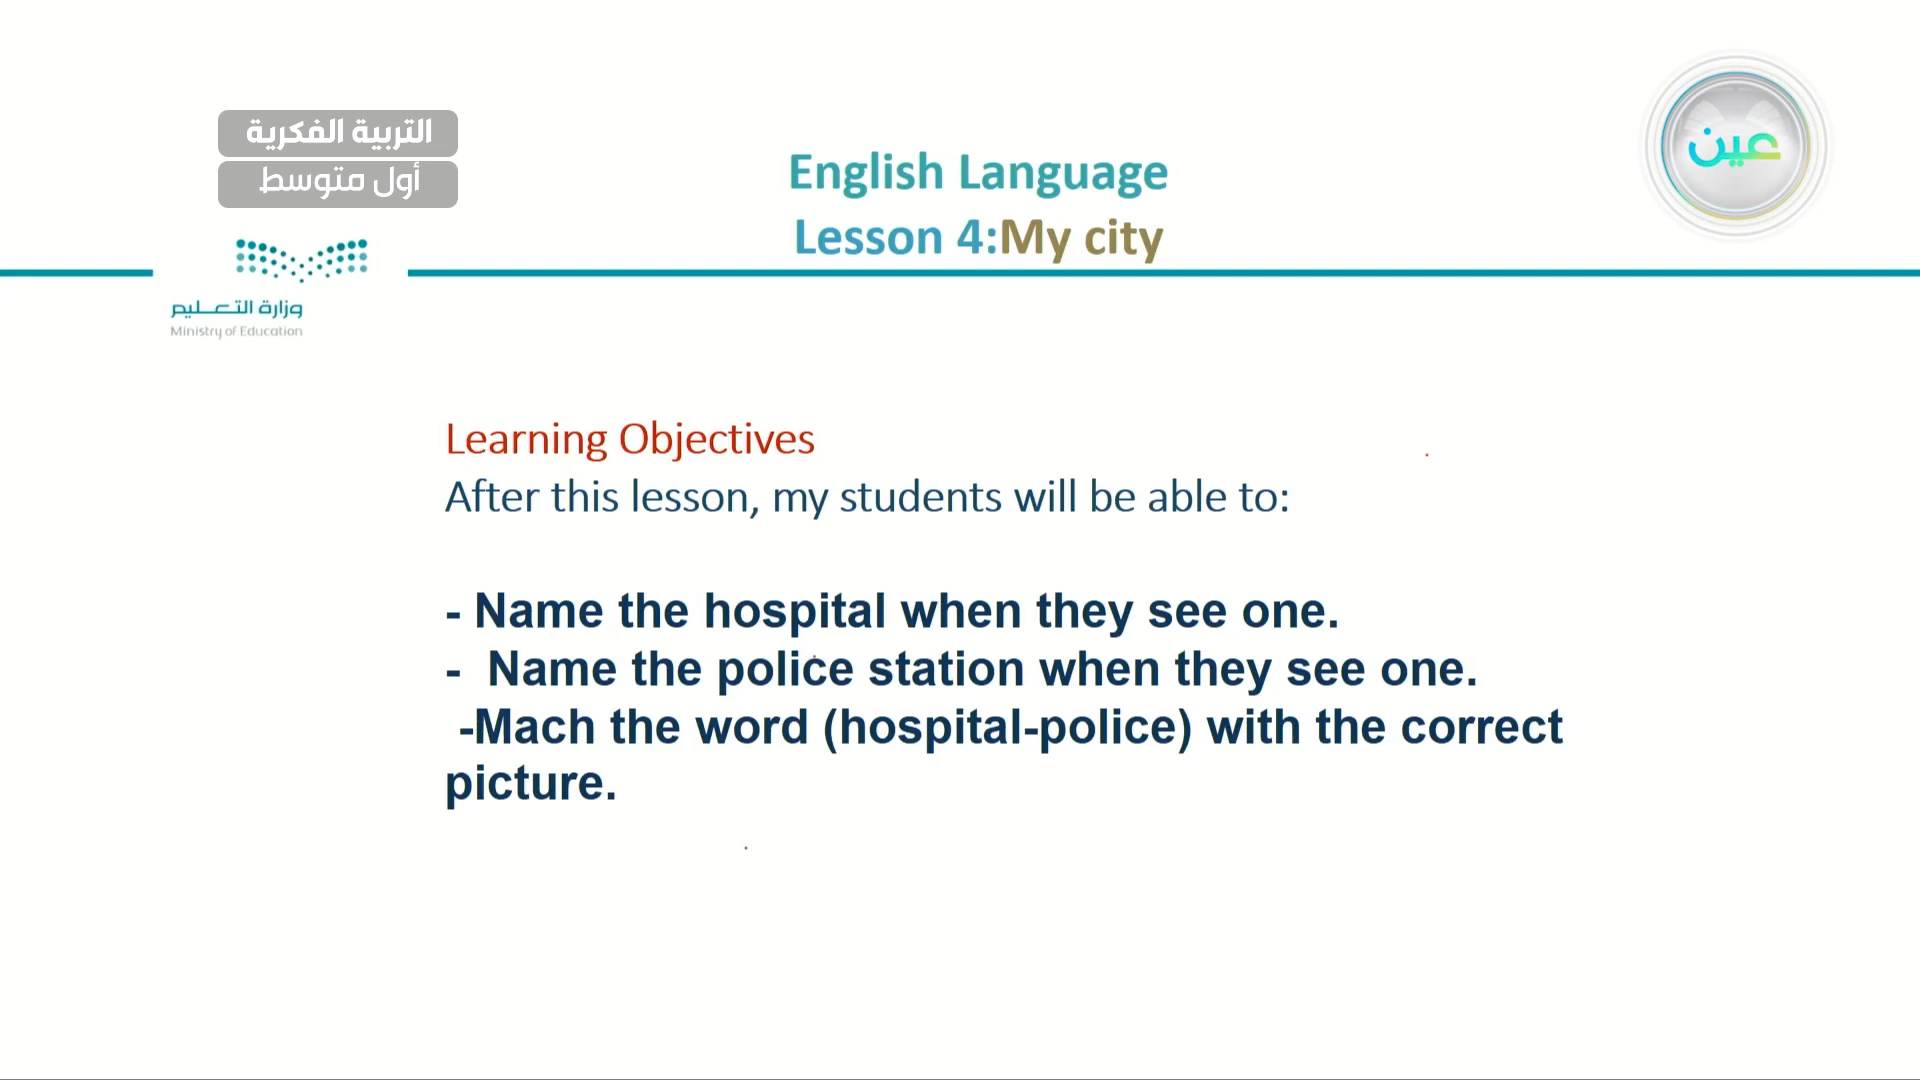 التربية الفكرية
أول متوسط
عين
English Language
Lesson 4:My city
وزارة التعليم
Ministry of Education
Learning Objectives
After this lesson, my students will be able to:
- Name the hospital when they see one.
-  Name the police station when they see one.
-Mach the word (hospital-police) with the correct
picture.